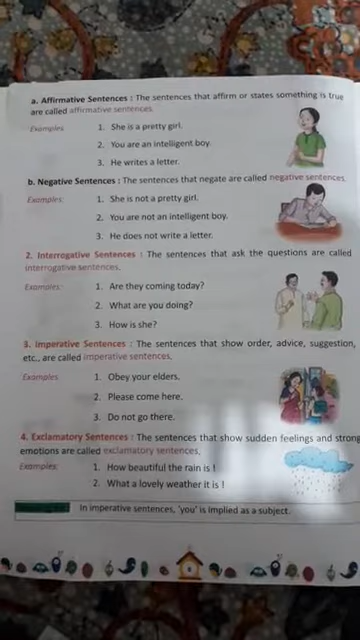 a. Affirmative Sentences : The sentences that affirm or states something is true
are called affirmative sentences.
Examples: 1. She is a pretty girl.
2. You are an intelligent boy.
3. He writes a letter.
b. Negative Sentences : The sentences that negate are called negative sentences.
Examples: 1. She is not a pretty girl.
2. You are not an intelligent boy.
3. He does not write a letter.
2. Interrogative Sentences : The sentences that ask the questions are called
interrogative sentences.
Examples: 1. Are they coming today?
2. What are you doing?
3. How is she?
3. Imperative Sentences : The sentences that show order, advice, suggestion,
etc., are called imperative sentences.
Examples: 1. Obey your elders.
2. Please come here.
3. Do not go there.
4. Exclamatory Sentences : The sentences that show sudden feelings and strong
emotions are called exclamatory sentences.
Examples: 1. How beautiful the rain is !
2. What a lovely weather it is !
In imperative sentences, 'you' is implied as a subject.